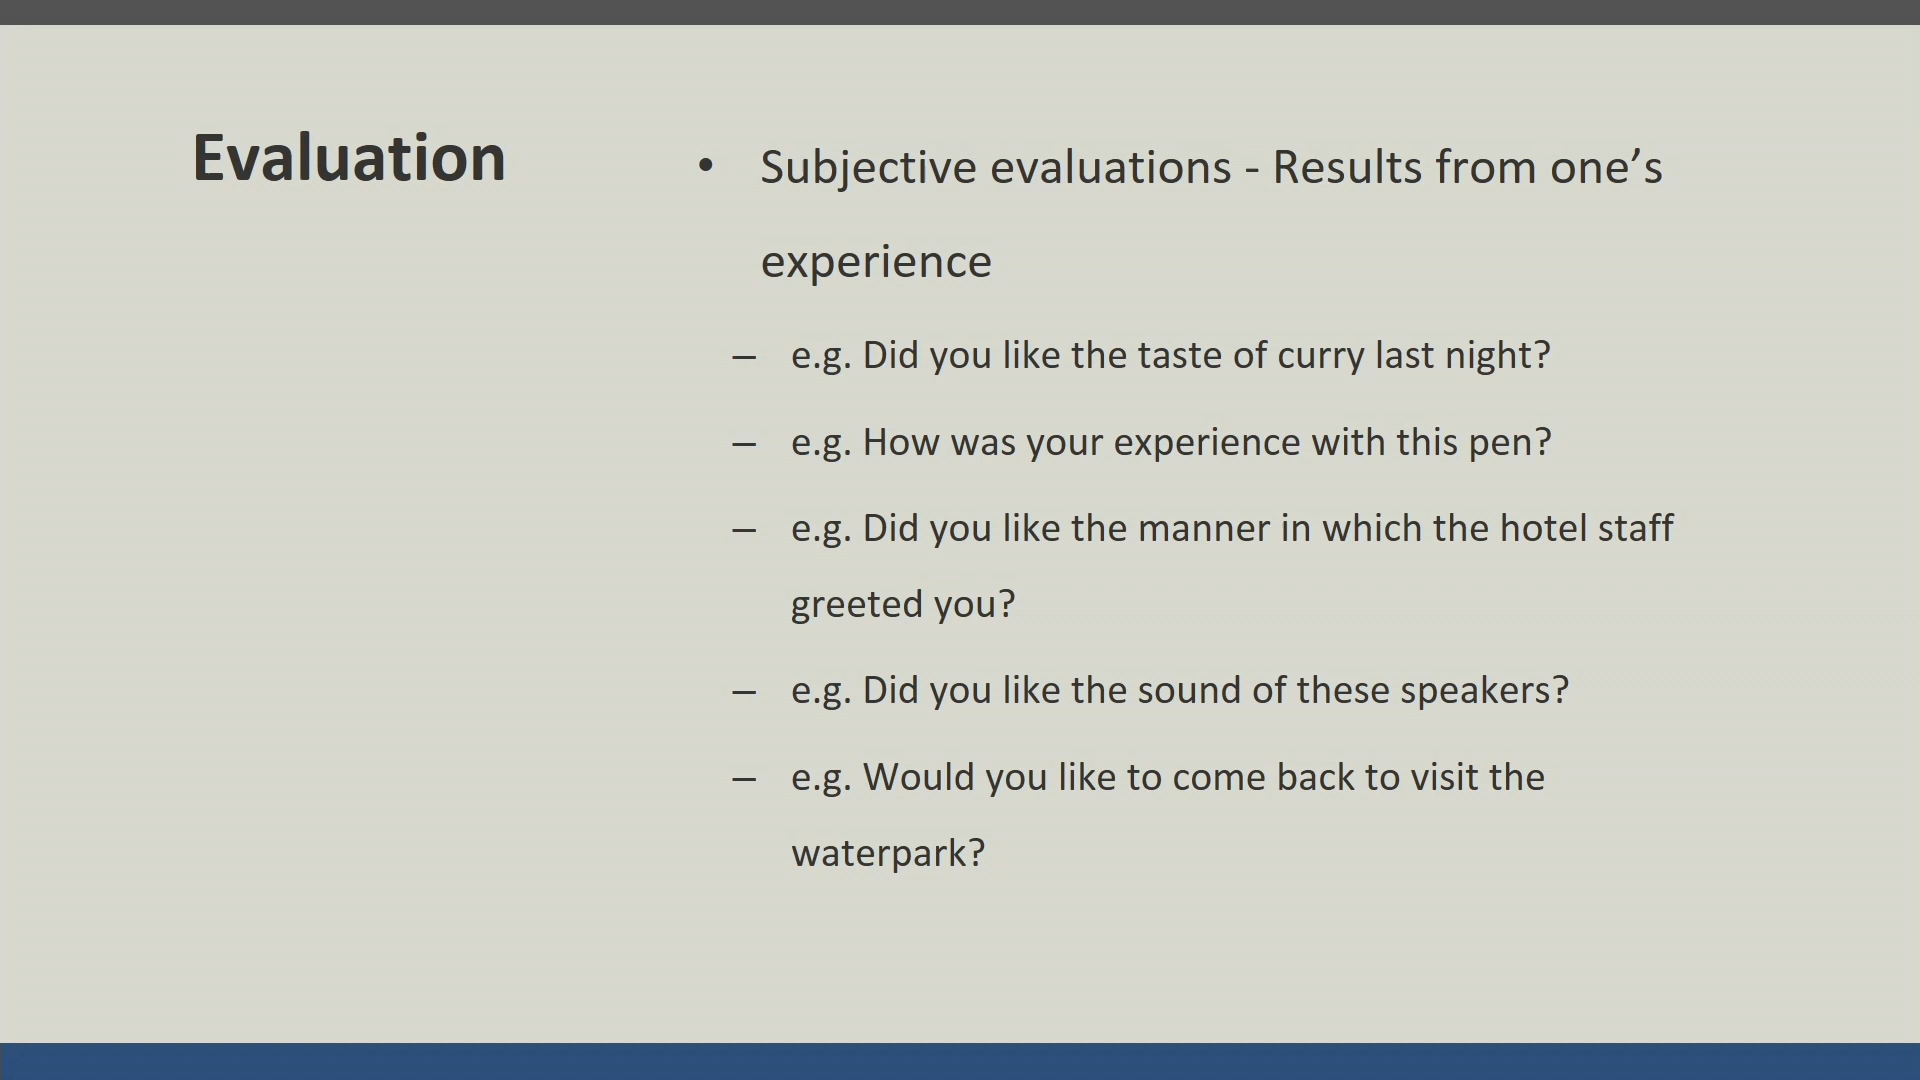 Evaluation
• Subjective evaluations - Results from one’s
experience
– e.g. Did you like the taste of curry last night?
– e.g. How was your experience with this pen?
– e.g. Did you like the manner in which the hotel staff
greeted you?
– e.g. Did you like the sound of these speakers?
– e.g. Would you like to come back to visit the
waterpark?